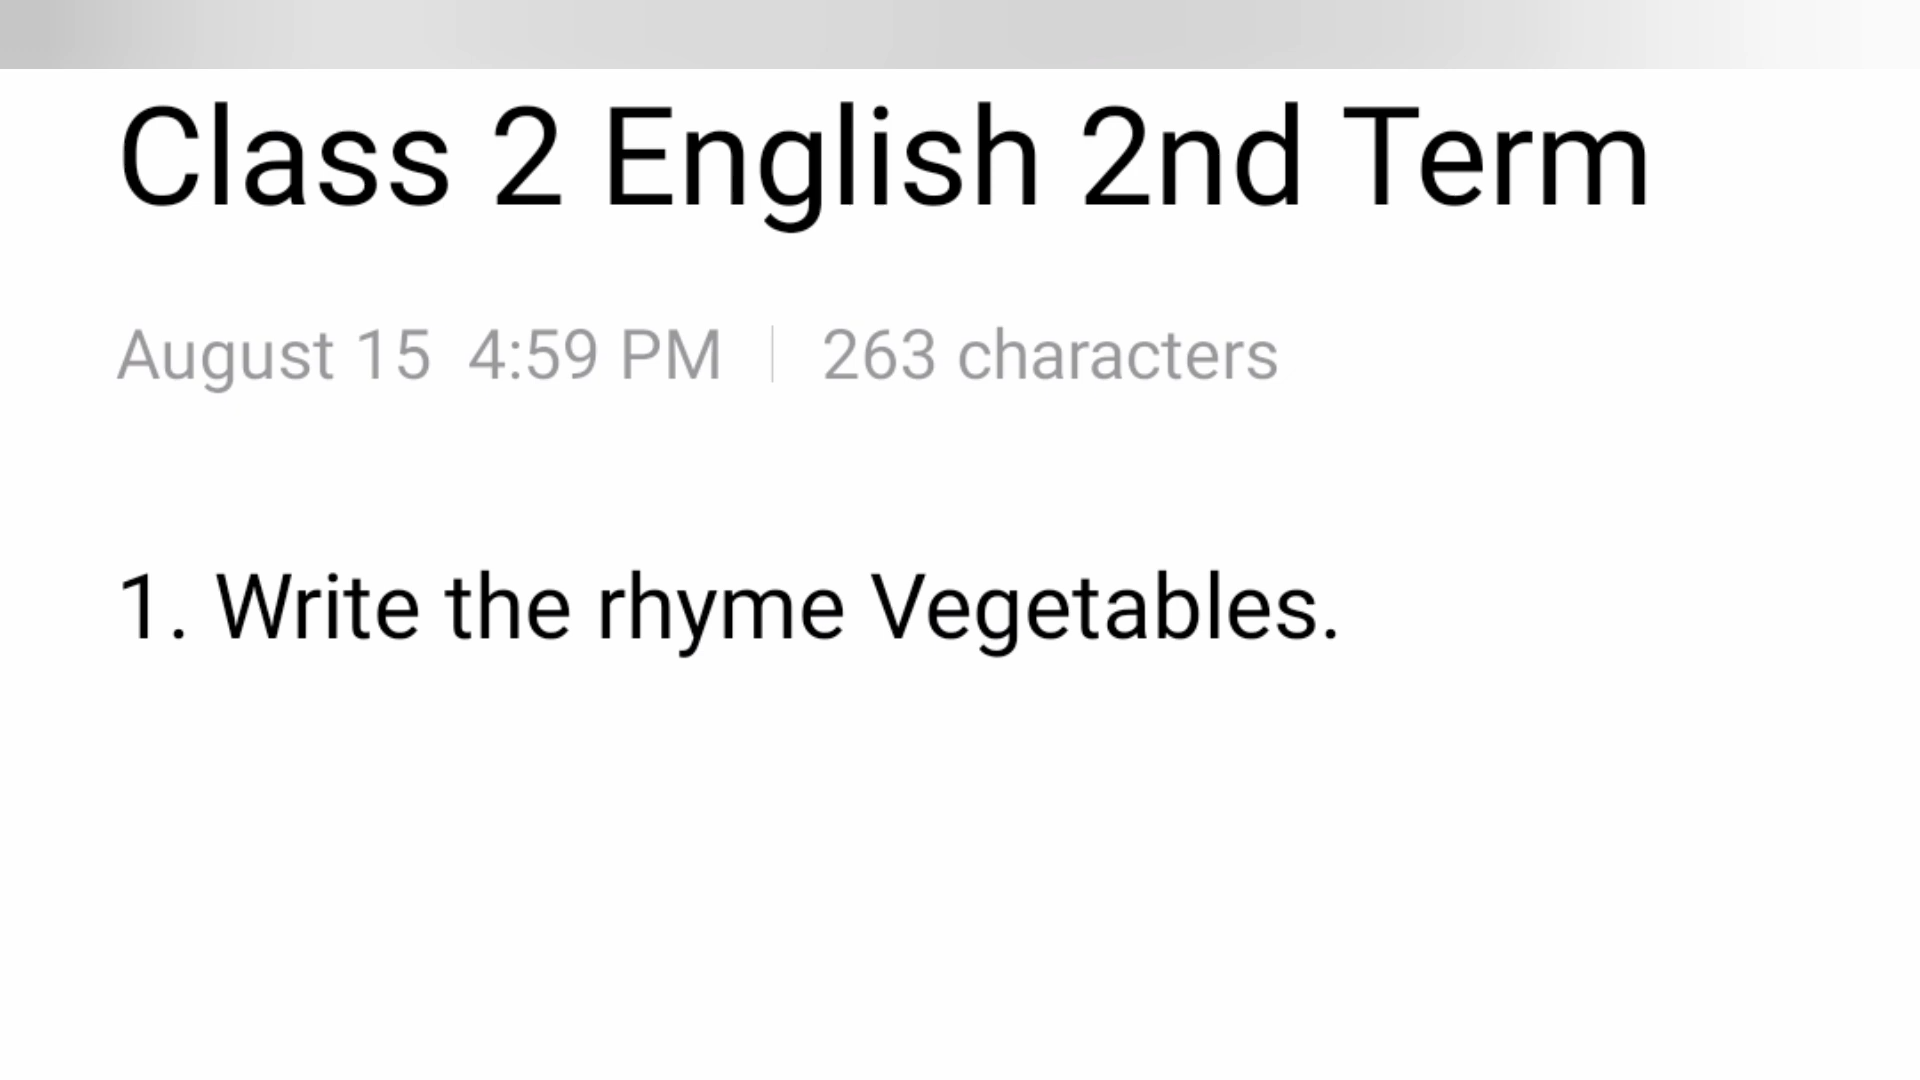 Class 2 English 2nd Term
August 15 4:59 PM | 263 characters
1. Write the rhyme Vegetables.